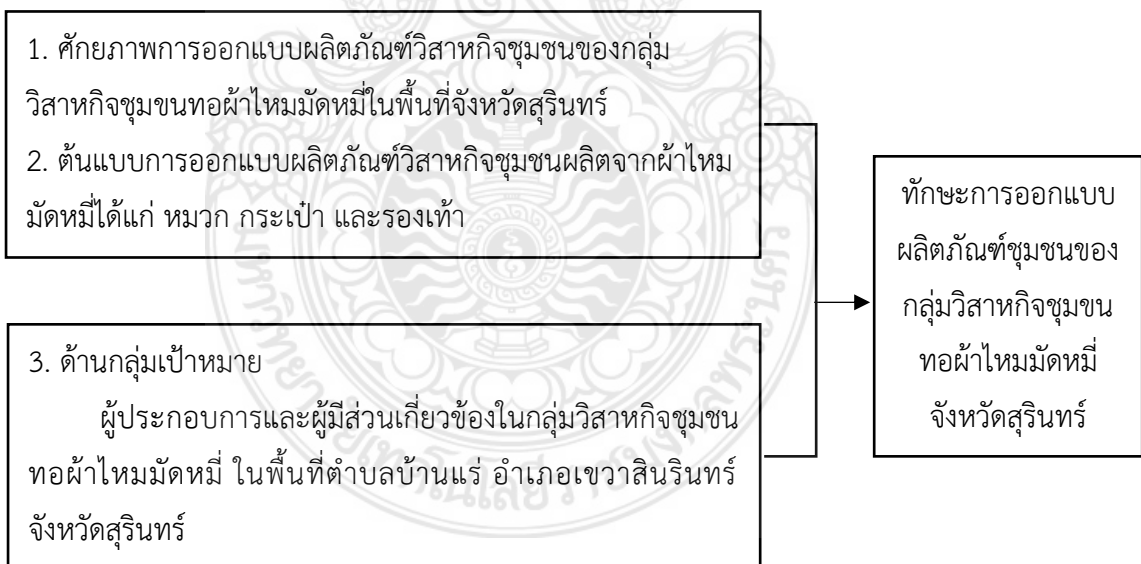 1. ศักยภาพการออกแบบผลิตภัณฑ์วิสาหกิจชุมชนของกลุ่ม
วิสาหกิจชุมขนทอผ้าไหมมัดหมี่ในพื้นที่จังหวัดสุรินทร์
2. ต้นแบบการออกแบบผลิตภัณฑ์วิสาหกิจชุมชนผลิตจากผ้าไหม
มัดหมี่ได้แก่ หมวก กระเป๋า และรองเท้า
3. ด้านกลุ่มเป้าหมาย
ผู้ประกอบการและผู้มีส่วนเกี่ยวข้องในกลุ่มวิสาหกิจชุมชน
ทอผ้าไหมมัดหมี่ ในพื้นที่ตำบลบ้านแร่ อำเภอเขวาสินรินทร์
จังหวัดสุรินทร์
ทักษะการออกแบบ
ผลิตภัณฑ์ชุมชนของ
กลุ่มวิสาหกิจชุมขน
ทอผ้าไหมมัดหมี่
จังหวัดสุรินทร์